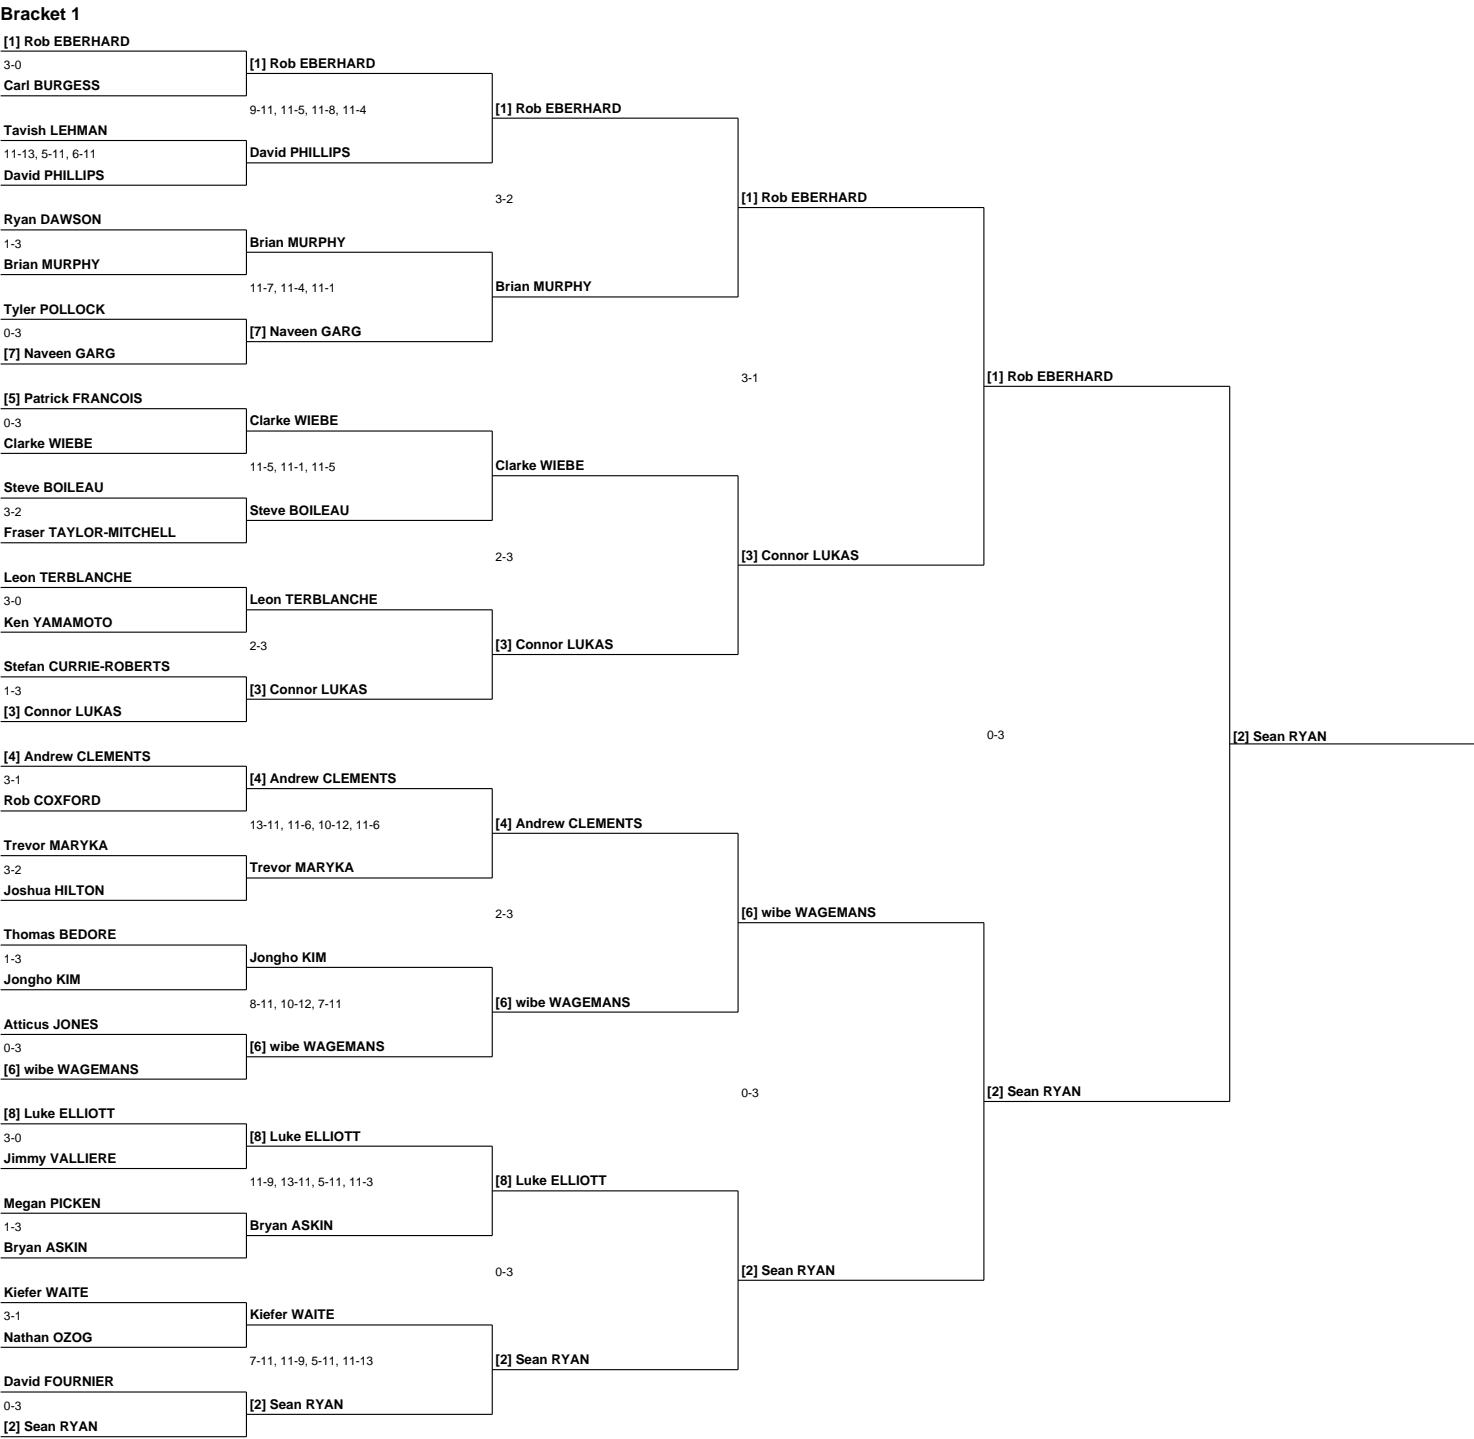 Bracket 1
[1] Rob EBERHARD
3-0
Carl BURGESS
Tavish LEHMAN
11-13, 5-11, 6-11
David PHILLIPS
Ryan DAWSON
1-3
Brian MURPHY
Tyler POLLOCK
0-3
[7] Naveen GARG
[5] Patrick FRANCOIS
0-3
Clarke WIEBE
Steve BOILEAU
3-2
Fraser TAYLOR-MITCHELL
Leon TERBLANCHE
3-0
Ken YAMAMOTO
Stefan CURRIE-ROBERTS
1-3
[3] Connor LUKAS
[4] Andrew CLEMENTS
3-1
Rob COXFORD
Trevor MARYKA
3-2
Joshua HILTON
Thomas BEDORE
1-3
Jongho KIM
Atticus JONES
0-3
[6] wibe WAGEMANS
[8] Luke ELLIOTT
3-0
Jimmy VALLIERE
Megan PICKEN
1-3
Bryan ASKIN
Kiefer WAITE
3-1
Nathan OZOG
David FOURNIER
0-3
[2] Sean RYAN
[1] Rob EBERHARD
9-11, 11-5, 11-8, 11-4
David PHILLIPS
Brian MURPHY
11-7, 11-4, 11-1
[7] Naveen GARG
Clarke WIEBE
11-5, 11-1, 11-5
Steve BOILEAU
Leon TERBLANCHE
2-3
[3] Connor LUKAS
[4] Andrew CLEMENTS
13-11, 11-6, 10-12, 11-6
Trevor MARYKA
Jongho KIM
8-11, 10-12, 7-11
[6] wibe WAGEMANS
[8] Luke ELLIOTT
11-9, 13-11, 5-11, 11-3
Bryan ASKIN
Kiefer WAITE
7-11, 11-9, 5-11, 11-13
[2] Sean RYAN
[1] Rob EBERHARD
3-2
Brian MURPHY
Clarke WIEBE
2-3
[3] Connor LUKAS
[4] Andrew CLEMENTS
2-3
[6] wibe WAGEMANS
[8] Luke ELLIOTT
0-3
[2] Sean RYAN
[1] Rob EBERHARD
3-1
[3] Connor LUKAS
[6] wibe WAGEMANS
0-3
[2] Sean RYAN
[1] Rob EBERHARD
0-3
[2] Sean RYAN
[2] Sean RYAN